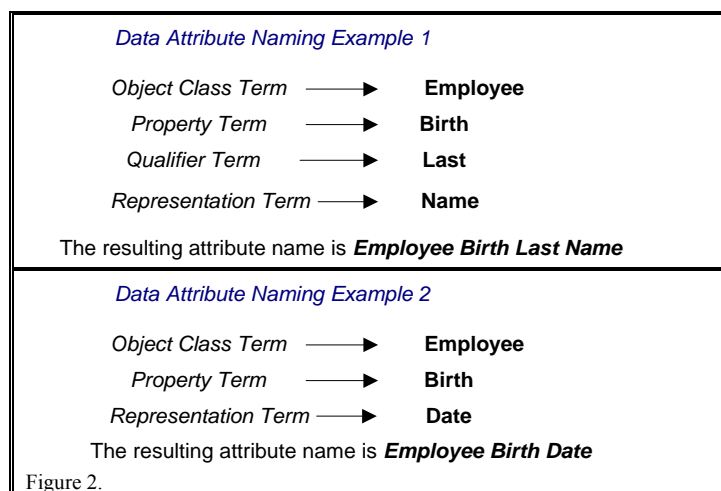 Data Attribute Naming Example 1
Object Class Term Employee
Property Term Birth
Qualifier Term Last
Representation Term Name
The resulting attribute name is Employee Birth Last Name
Data Attribute Naming Example 2
Object Class Term Employee
Property Term Birth
Representation Term Date
The resulting attribute name is Employee Birth Date
Figure 2.